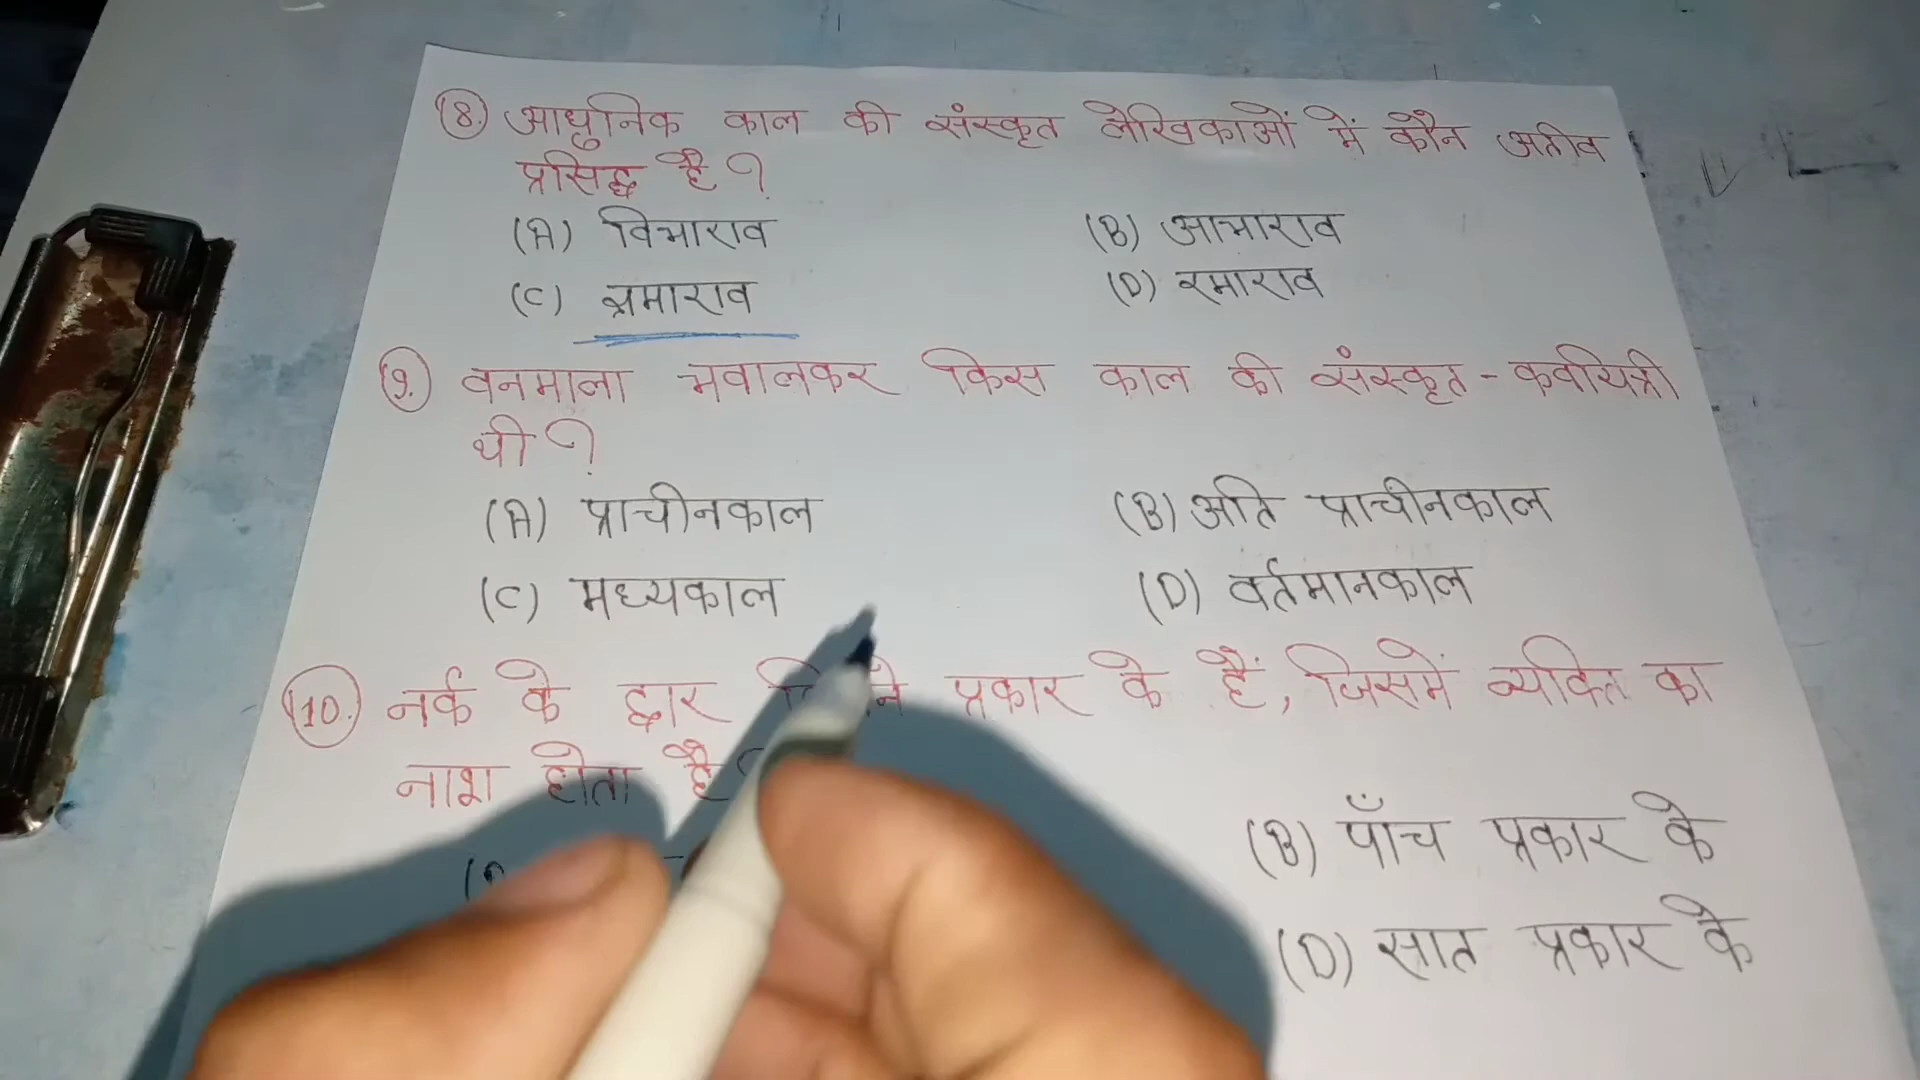 8. आधुनिक काल की संस्कृत लेखिकाओं में कौन अतीव
प्रसिद्ध है?
(A) विभाराव (B) आभाराव
(C) क्षमाराव (D) रमाराव
9. वनमाला भवालकर किस काल की संस्कृत - कवयित्री
थी?
(A) प्राचीनकाल (B) अति प्राचीनकाल
(C) मध्यकाल (D) वर्तमानकाल
10. नर्क के द्वार प्रकार के हैं, जिसमें व्यक्ति का
नाश होता है
(B) पाँच प्रकार के
(D) सात प्रकार के